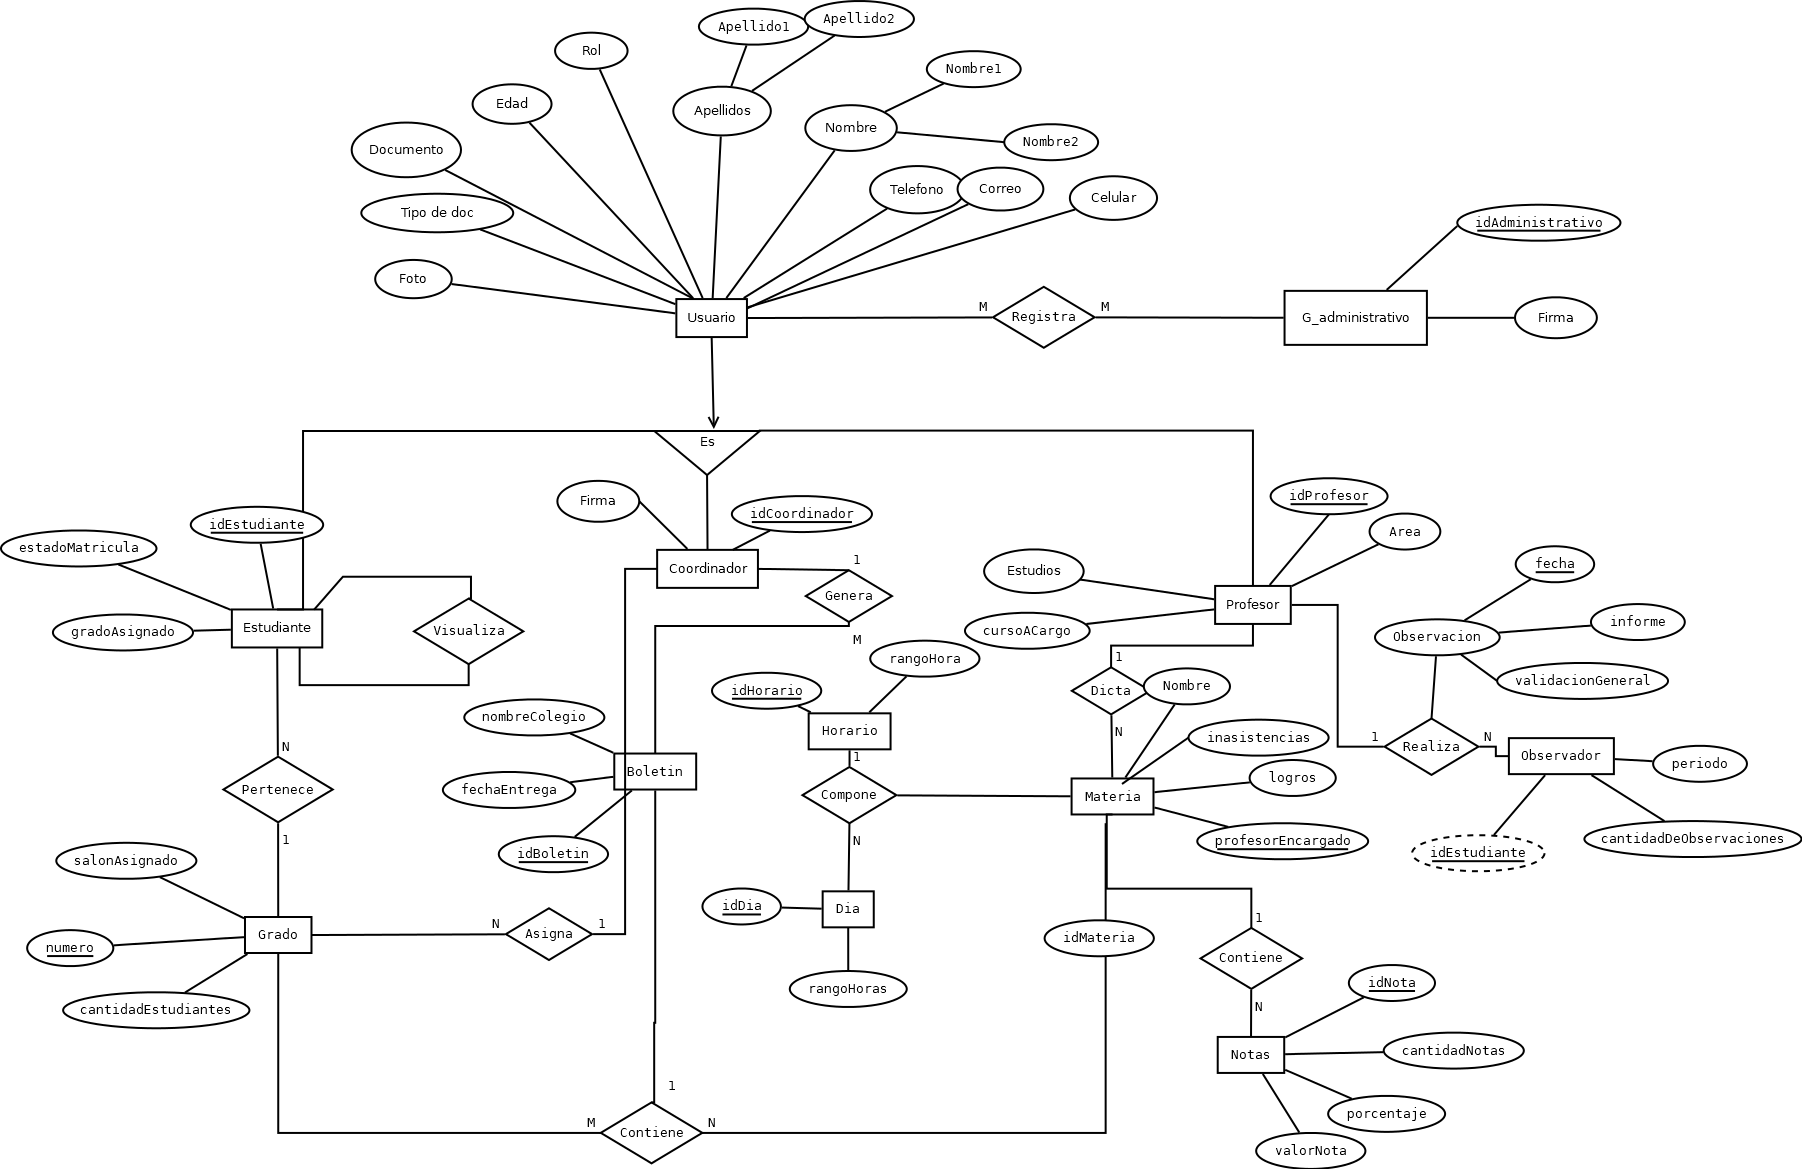 Apellido1
Apellido2
Rol
Nombre1
Edad
Apellidos
Nombre
Nombre2
Documento
Telefono
Correo
Celular
Tipo de doc
idAdministrativo
Foto
Usuario
M
Registra
M
G_administrativo
Firma
Es
Firma
idCoordinador
idProfesor
Area
idEstudiante
estadoMatricula
Coordinador
1
Genera
Estudios
Profesor
fecha
gradoAsignado
Estudiante
Visualiza
M
cursoACargo
Observacion
informe
rangoHora
1
validacionGeneral
idHorario
Dicta
Nombre
nombreColegio
Horario
N
inasistencias
1
Realiza
N
Observador
N
1
Boletin
logros
periodo
Pertenece
fechaEntrega
Compone
Materia
1
N
idBoletin
profesorEncargado
idEstudiante
cantidadDeObservaciones
salonAsignado
idDia
Dia
N
Asigna
1
1
Grado
numero
idMateria
Contiene
rangoHoras
idNota
cantidadEstudiantes
N
Notas
cantidadNotas
1
porcentaje
M
Contiene
N
valorNota